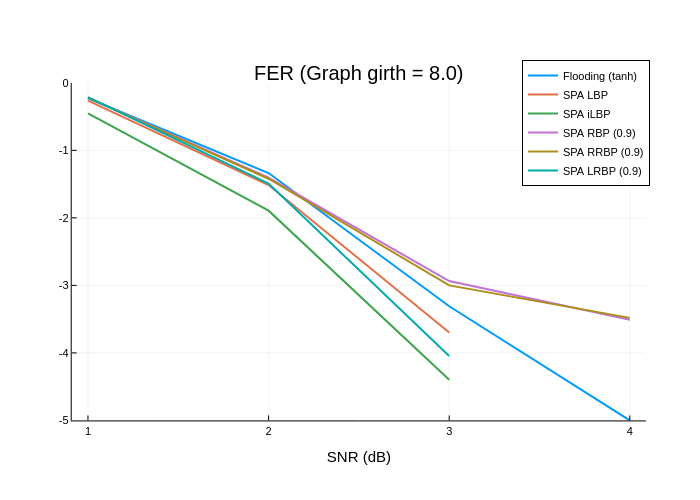 FER (Graph girth = 8.0)
Flooding (tanh)
SPA LBP
SPA iLBP
SPA RBP (0.9)
SPA RRBP (0.9)
SPA LRBP (0.9)
0
-1
-2
-3
-4
-5
1 2 3 4
SNR (dB)